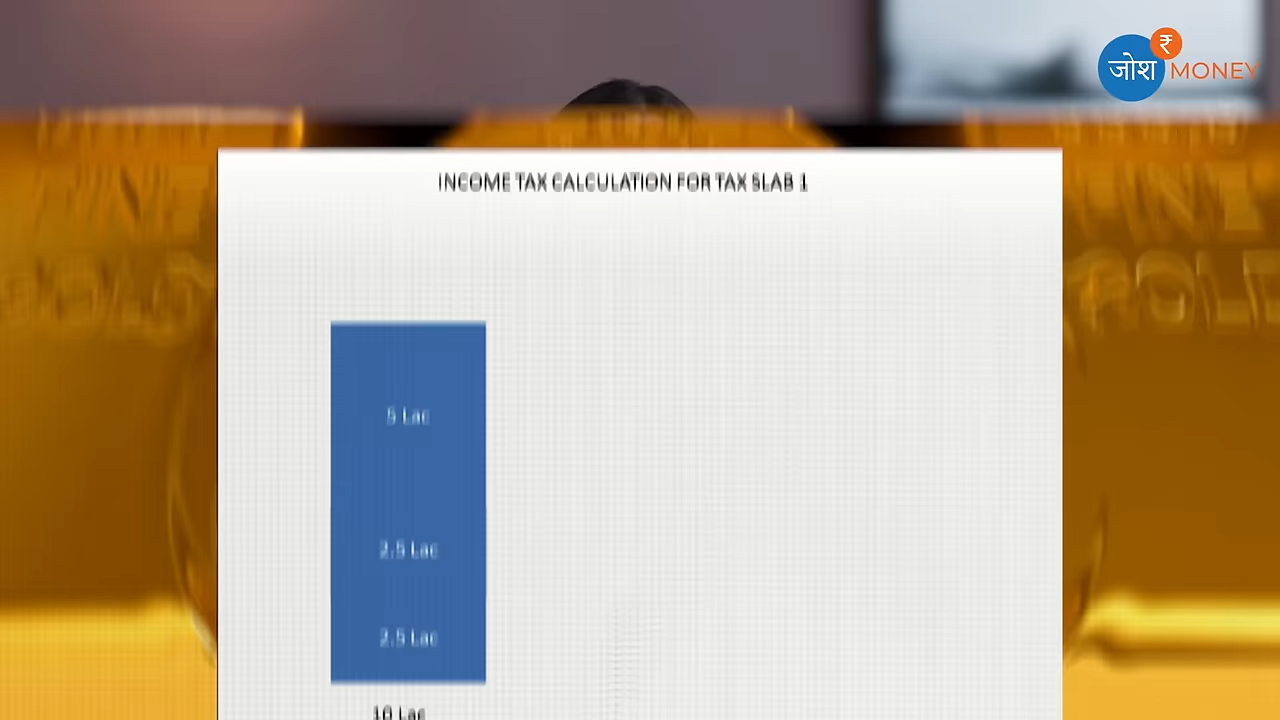 ₹
जोश MONEY
INCOME TAX CALCULATION FOR TAX SLAB 1
5 Lac
2.5 Lac
2.5 Lac
10 Lac